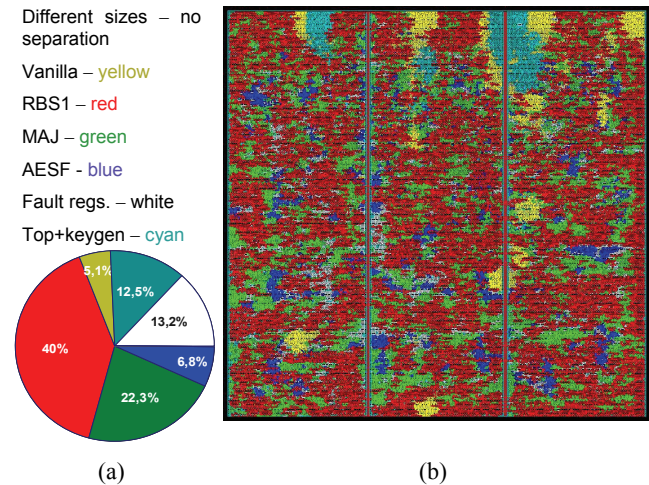 Different sizes – no
separation
Vanilla – yellow
RBS1 – red
MAJ – green
AESF - blue
Fault regs. – white
Top+keygen – cyan
5,1%
12,5%
13,2%
40%
6,8%
22,3%
(a)
(b)